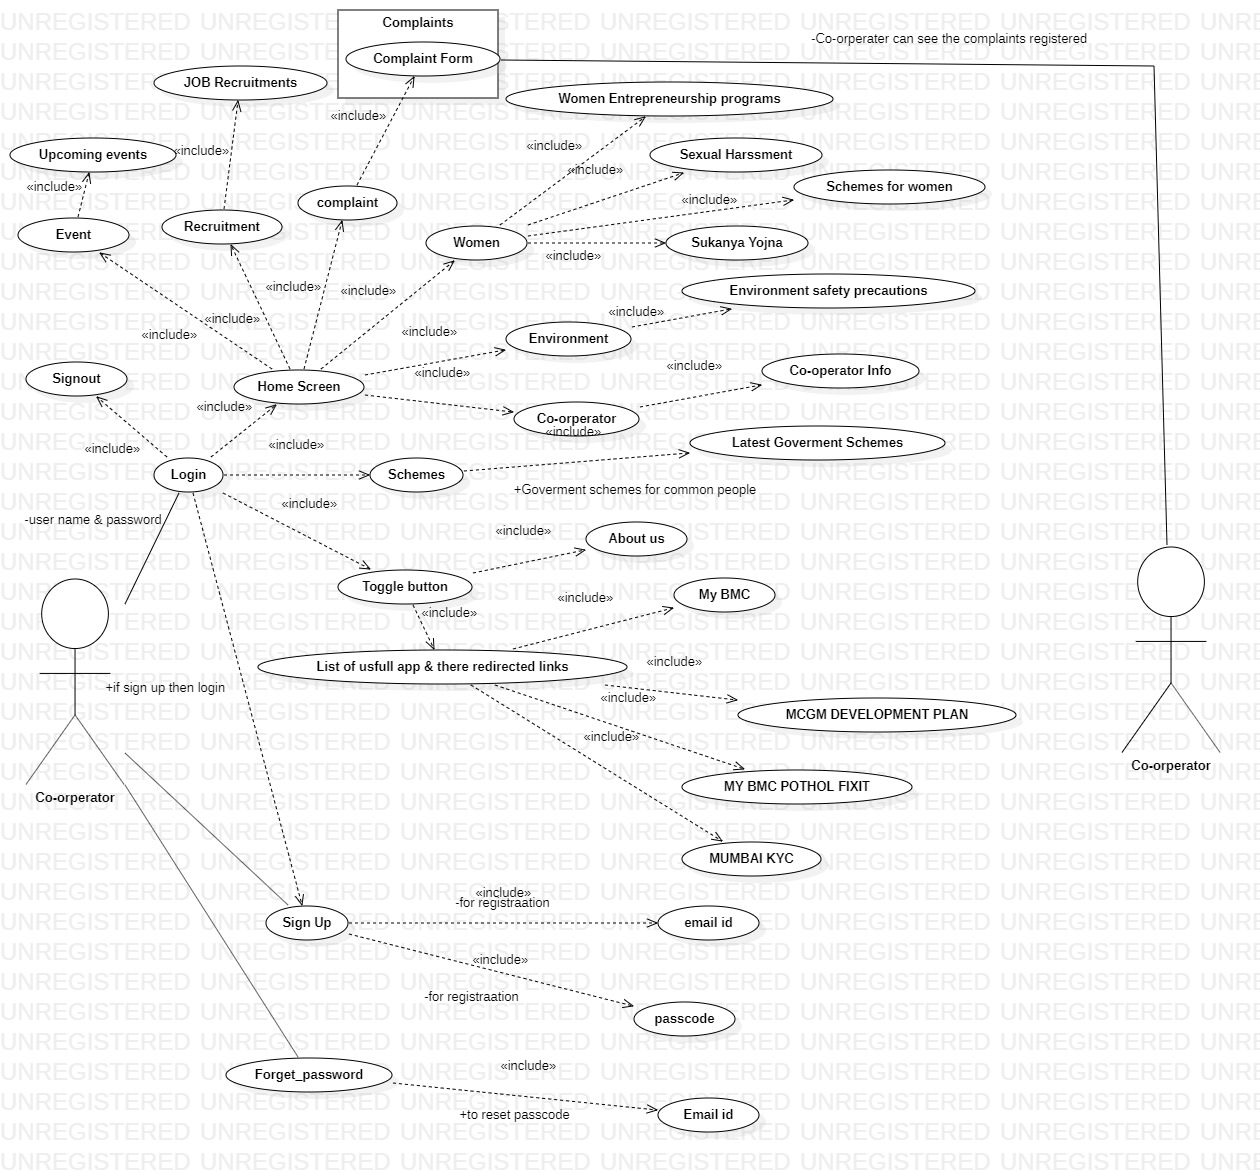 Complaints
-Co-orperater can see the complaints registered
Complaint Form
JOB Recruitments
Women Entrepreneurship programs
«include»
«include»
«include»
Upcoming events
Sexual Harssment
«include»
«include»
Schemes for women
complaint
«include»
Recruitment
Event
Women
Sukanya Yojna
«include»
«include»
«include»
Environment safety precautions
«include»
«include»
«include»
«include»
Environment
«include»
«include»
Co-operator Info
Signout
Home Screen
«include»
Co-orperator
«include»
Latest Goverment Schemes
«include»
«include»
Login
Schemes
+Goverment schemes for common people
«include»
-user name & password
«include»
About us
Toggle button
My BMC
«include»
«include»
List of usfull app & there redirected links
«include»
+if sign up then login
«include»
MCGM DEVELOPMENT PLAN
«include»
Co-orperator
Co-orperator
MY BMC POTHOL FIXIT
MUMBAI KYC
«include»
-for registraation
Sign Up
email id
«include»
-for registraation
passcode
«include»
Forget_password
+to reset passcode
Email id
UNREGISTERED